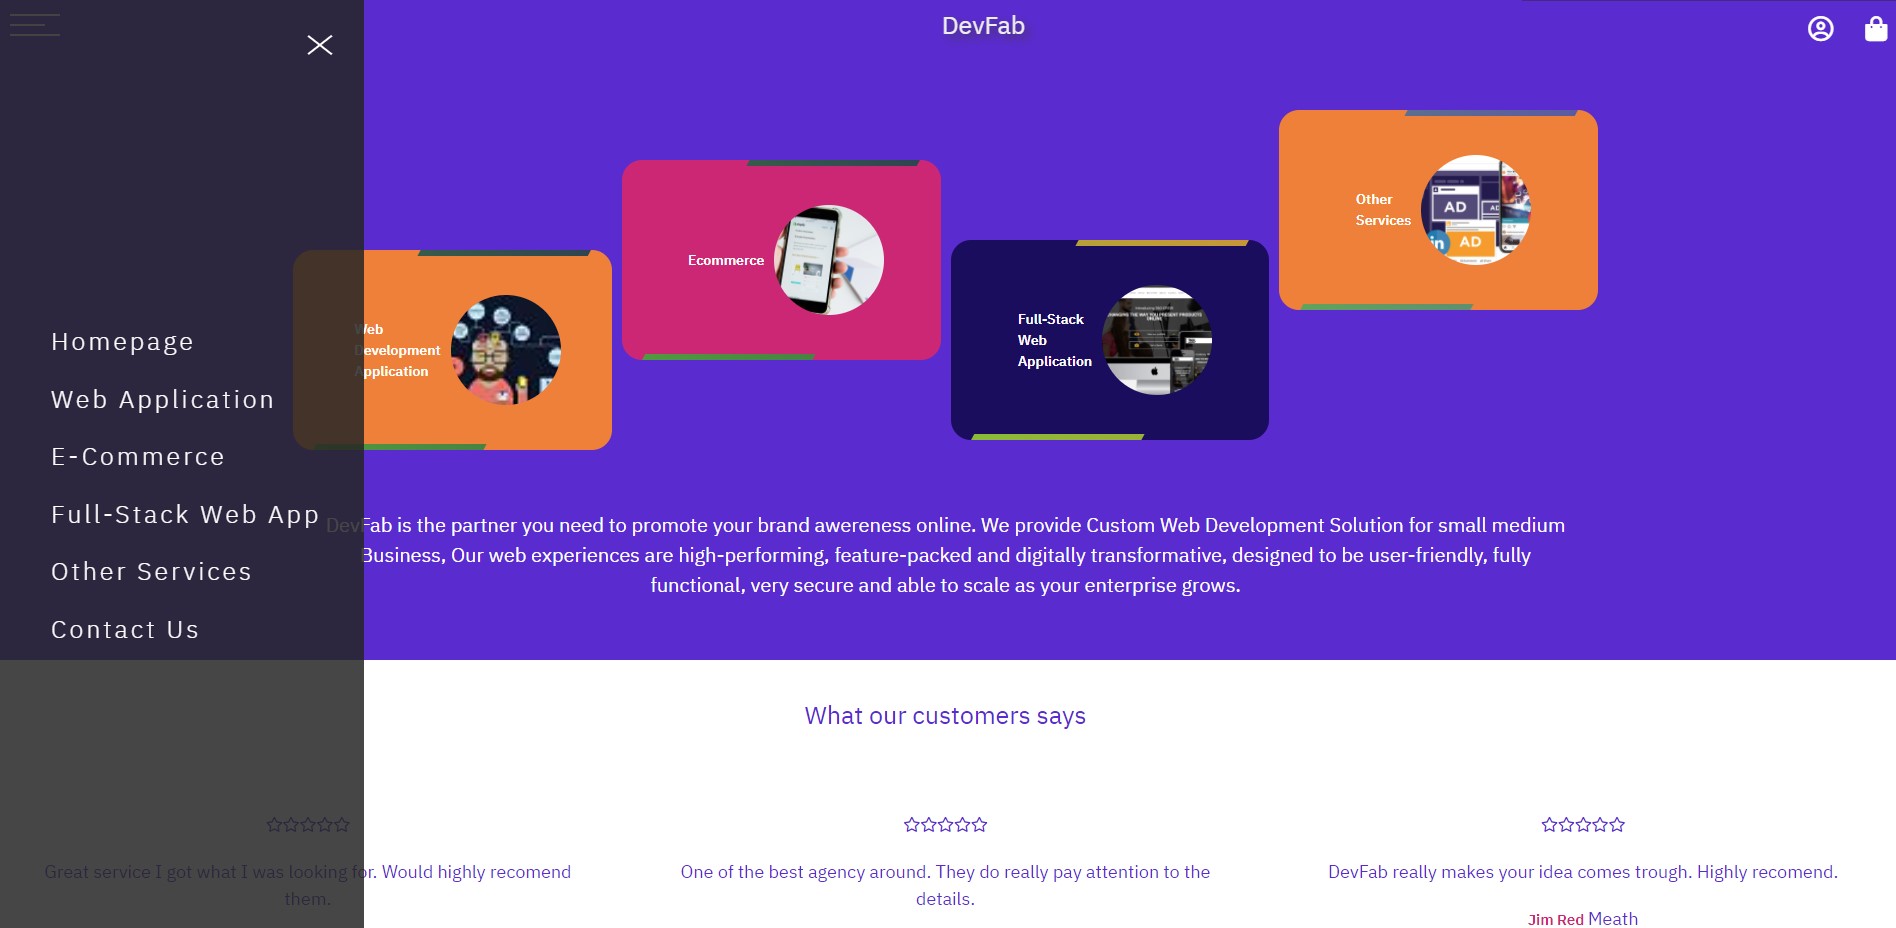 DevFab
Homepage
Web Application
E-Commerce
Full-Stack Web App
Other Services
Contact Us
Web
Development
Application
Ecommerce
Full-Stack
Web
Application
Other
Services
AD
AD
AD
in
DevFab is the partner you need to promote your brand awereness online. We provide Custom Web Development Solution for small medium
Business, Our web experiences are high-performing, feature-packed and digitally transformative, designed to be user-friendly, fully
functional, very secure and able to scale as your enterprise grows.
What our customers says
Great service I got what I was looking for. Would highly recomend
them.
One of the best agency around. They do really pay attention to the
details.
DevFab really makes your idea comes trough. Highly recomend.
Jim Red Meath